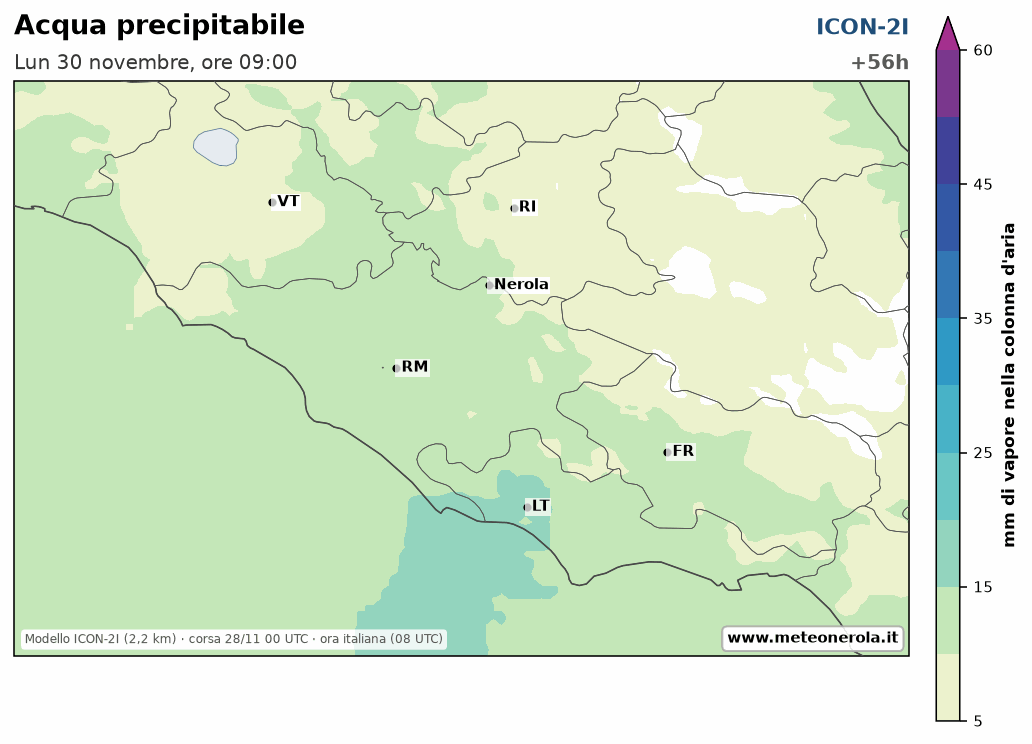 Acqua precipitabile
ICON-2I
Lun 30 novembre, ore 09:00
+56h
VT
RI
Nerola
RM
FR
LT
Modello ICON-2I (2,2 km) · corsa 28/11 00 UTC · ora italiana (08 UTC)
www.meteonerola.it
60
45
35
25
15
5
mm di vapore nella colonna d'aria